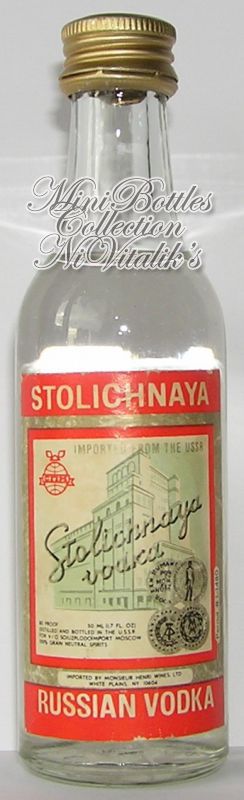 Mini Bottles
Collection
NiVitalik's
STOLICHNAYA
IMPORTED FROM THE USSR
Stolichnaya
vodka
80 PROOF 50 ML (1.7 FL. OZ)
DISTILLED AND BOTTLED IN THE U.S.S.R.
FOR V/O SOJUZPLODOIMPORT MOSCOW
100% GRAIN NEUTRAL SPIRITS
IMPORTED BY MONSIEUR HENRI WINES, LTD
WHITE PLAINS, NY 10604
RUSSIAN VODKA